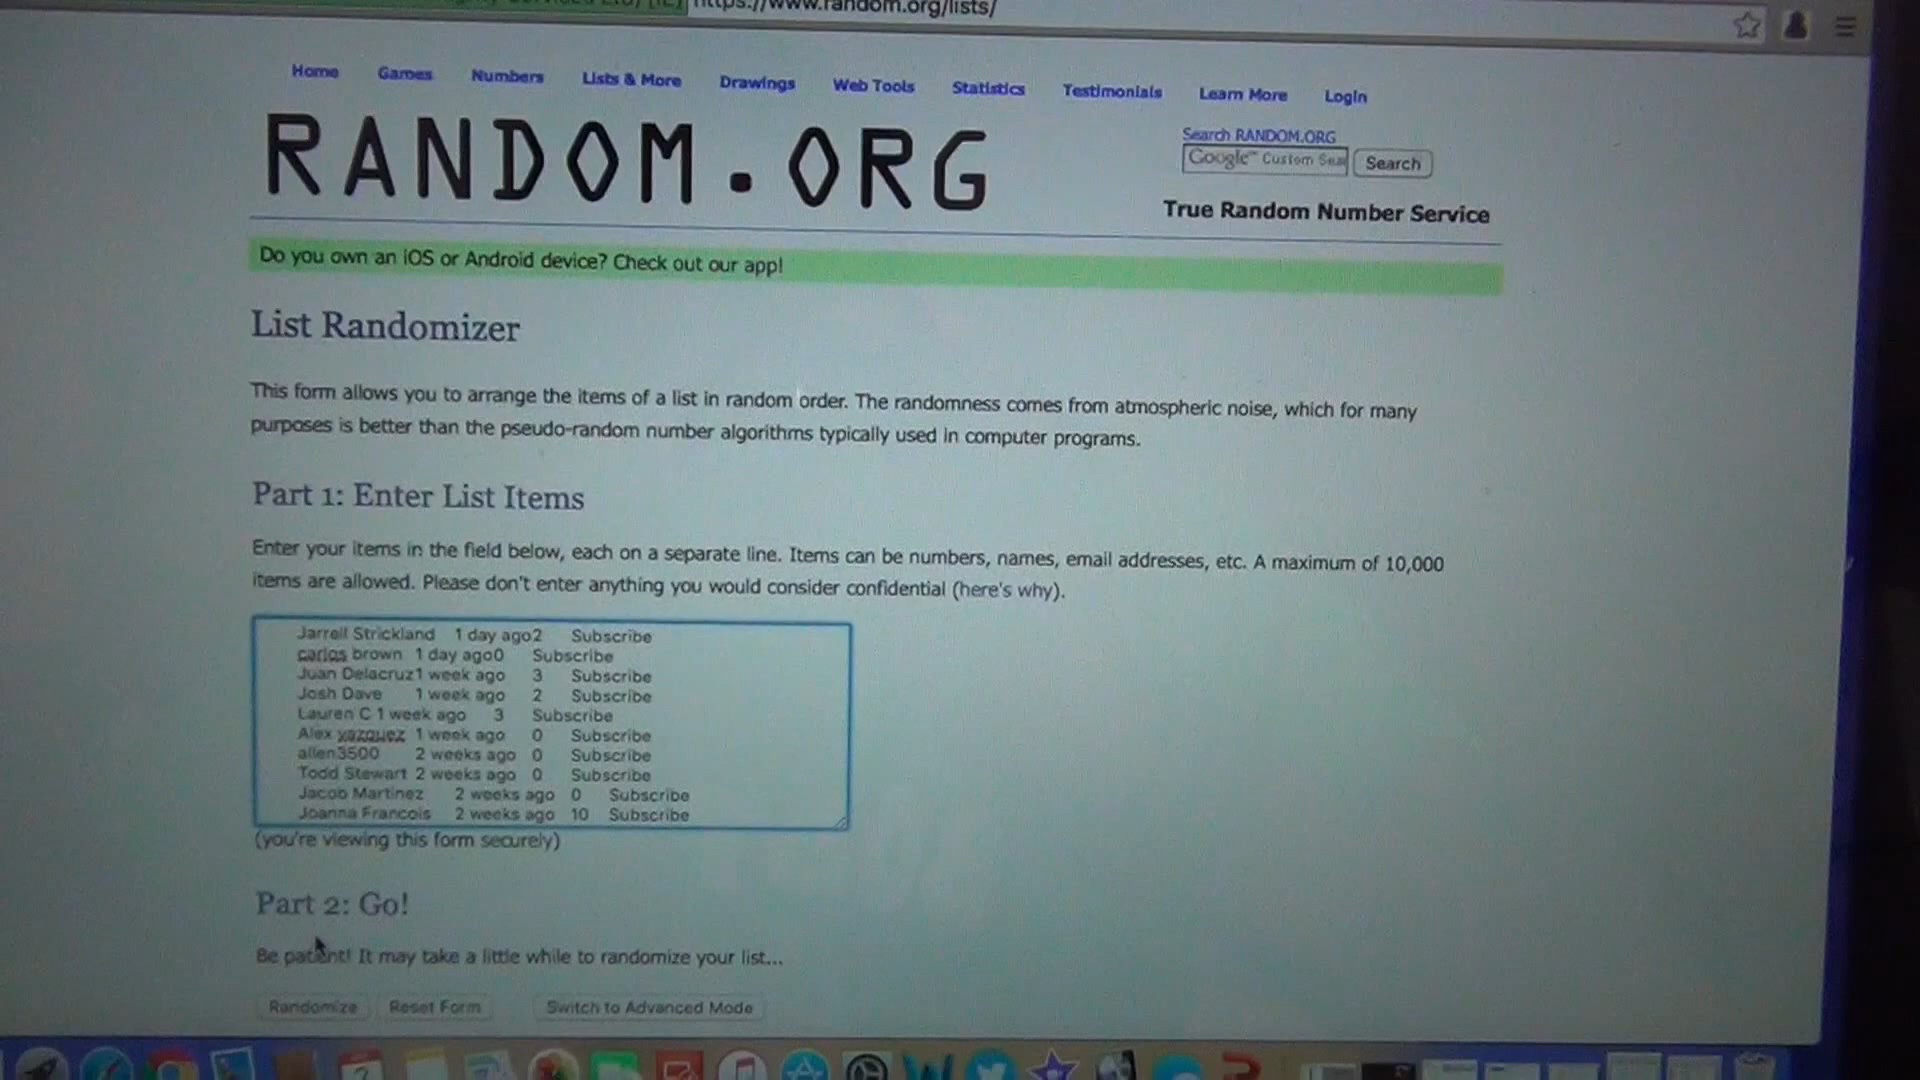 https://www.random.org/lists/
Home Games Numbers Lists & More Drawings Web Tools Statistics Testimonials Learn More Login
RANDOM.ORG
Search RANDOM.ORG
Google™ Custom Sea Search
True Random Number Service
Do you own an iOS or Android device? Check out our app!
List Randomizer
This form allows you to arrange the items of a list in random order. The randomness comes from atmospheric noise, which for many
purposes is better than the pseudo-random number algorithms typically used in computer programs.
Part 1: Enter List Items
Enter your items in the field below, each on a separate line. Items can be numbers, names, email addresses, etc. A maximum of 10,000
items are allowed. Please don't enter anything you would consider confidential (here's why).
Jarrell Strickland 1 day ago2 Subscribe
carlos brown 1 day ago0 Subscribe
Juan Delacruz1 week ago 3 Subscribe
Josh Dave 1 week ago 2 Subscribe
Lauren C 1 week ago 3 Subscribe
Alex vazquez 1 week ago 0 Subscribe
allen3500 2 weeks ago 0 Subscribe
Todd Stewart 2 weeks ago 0 Subscribe
Jacob Martinez 2 weeks ago 0 Subscribe
Joanna Francois 2 weeks ago 10 Subscribe
(you're viewing this form securely)
Part 2: Go!
Be patient! It may take a little while to randomize your list...
Randomize Reset Form Switch to Advanced Mode